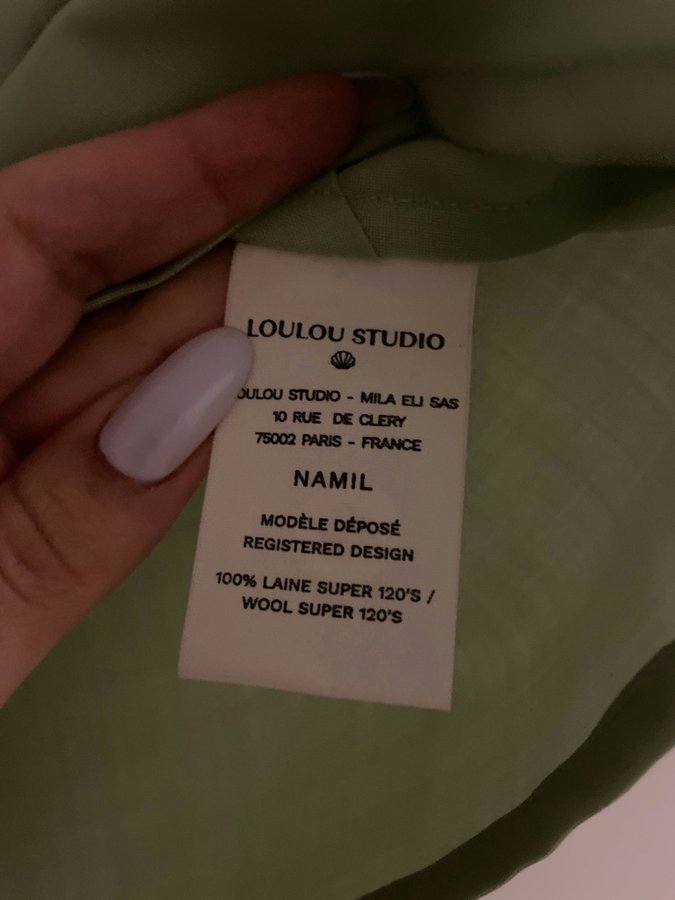 LOULOU STUDIO
OULOU STUDIO - MILA ELI SAS
10 RUE DE CLERY
75002 PARIS - FRANCE
NAMIL
MODÈLE DÉPOSÉ
REGISTERED DESIGN
100% LAINE SUPER 120'S /
WOOL SUPER 120'S